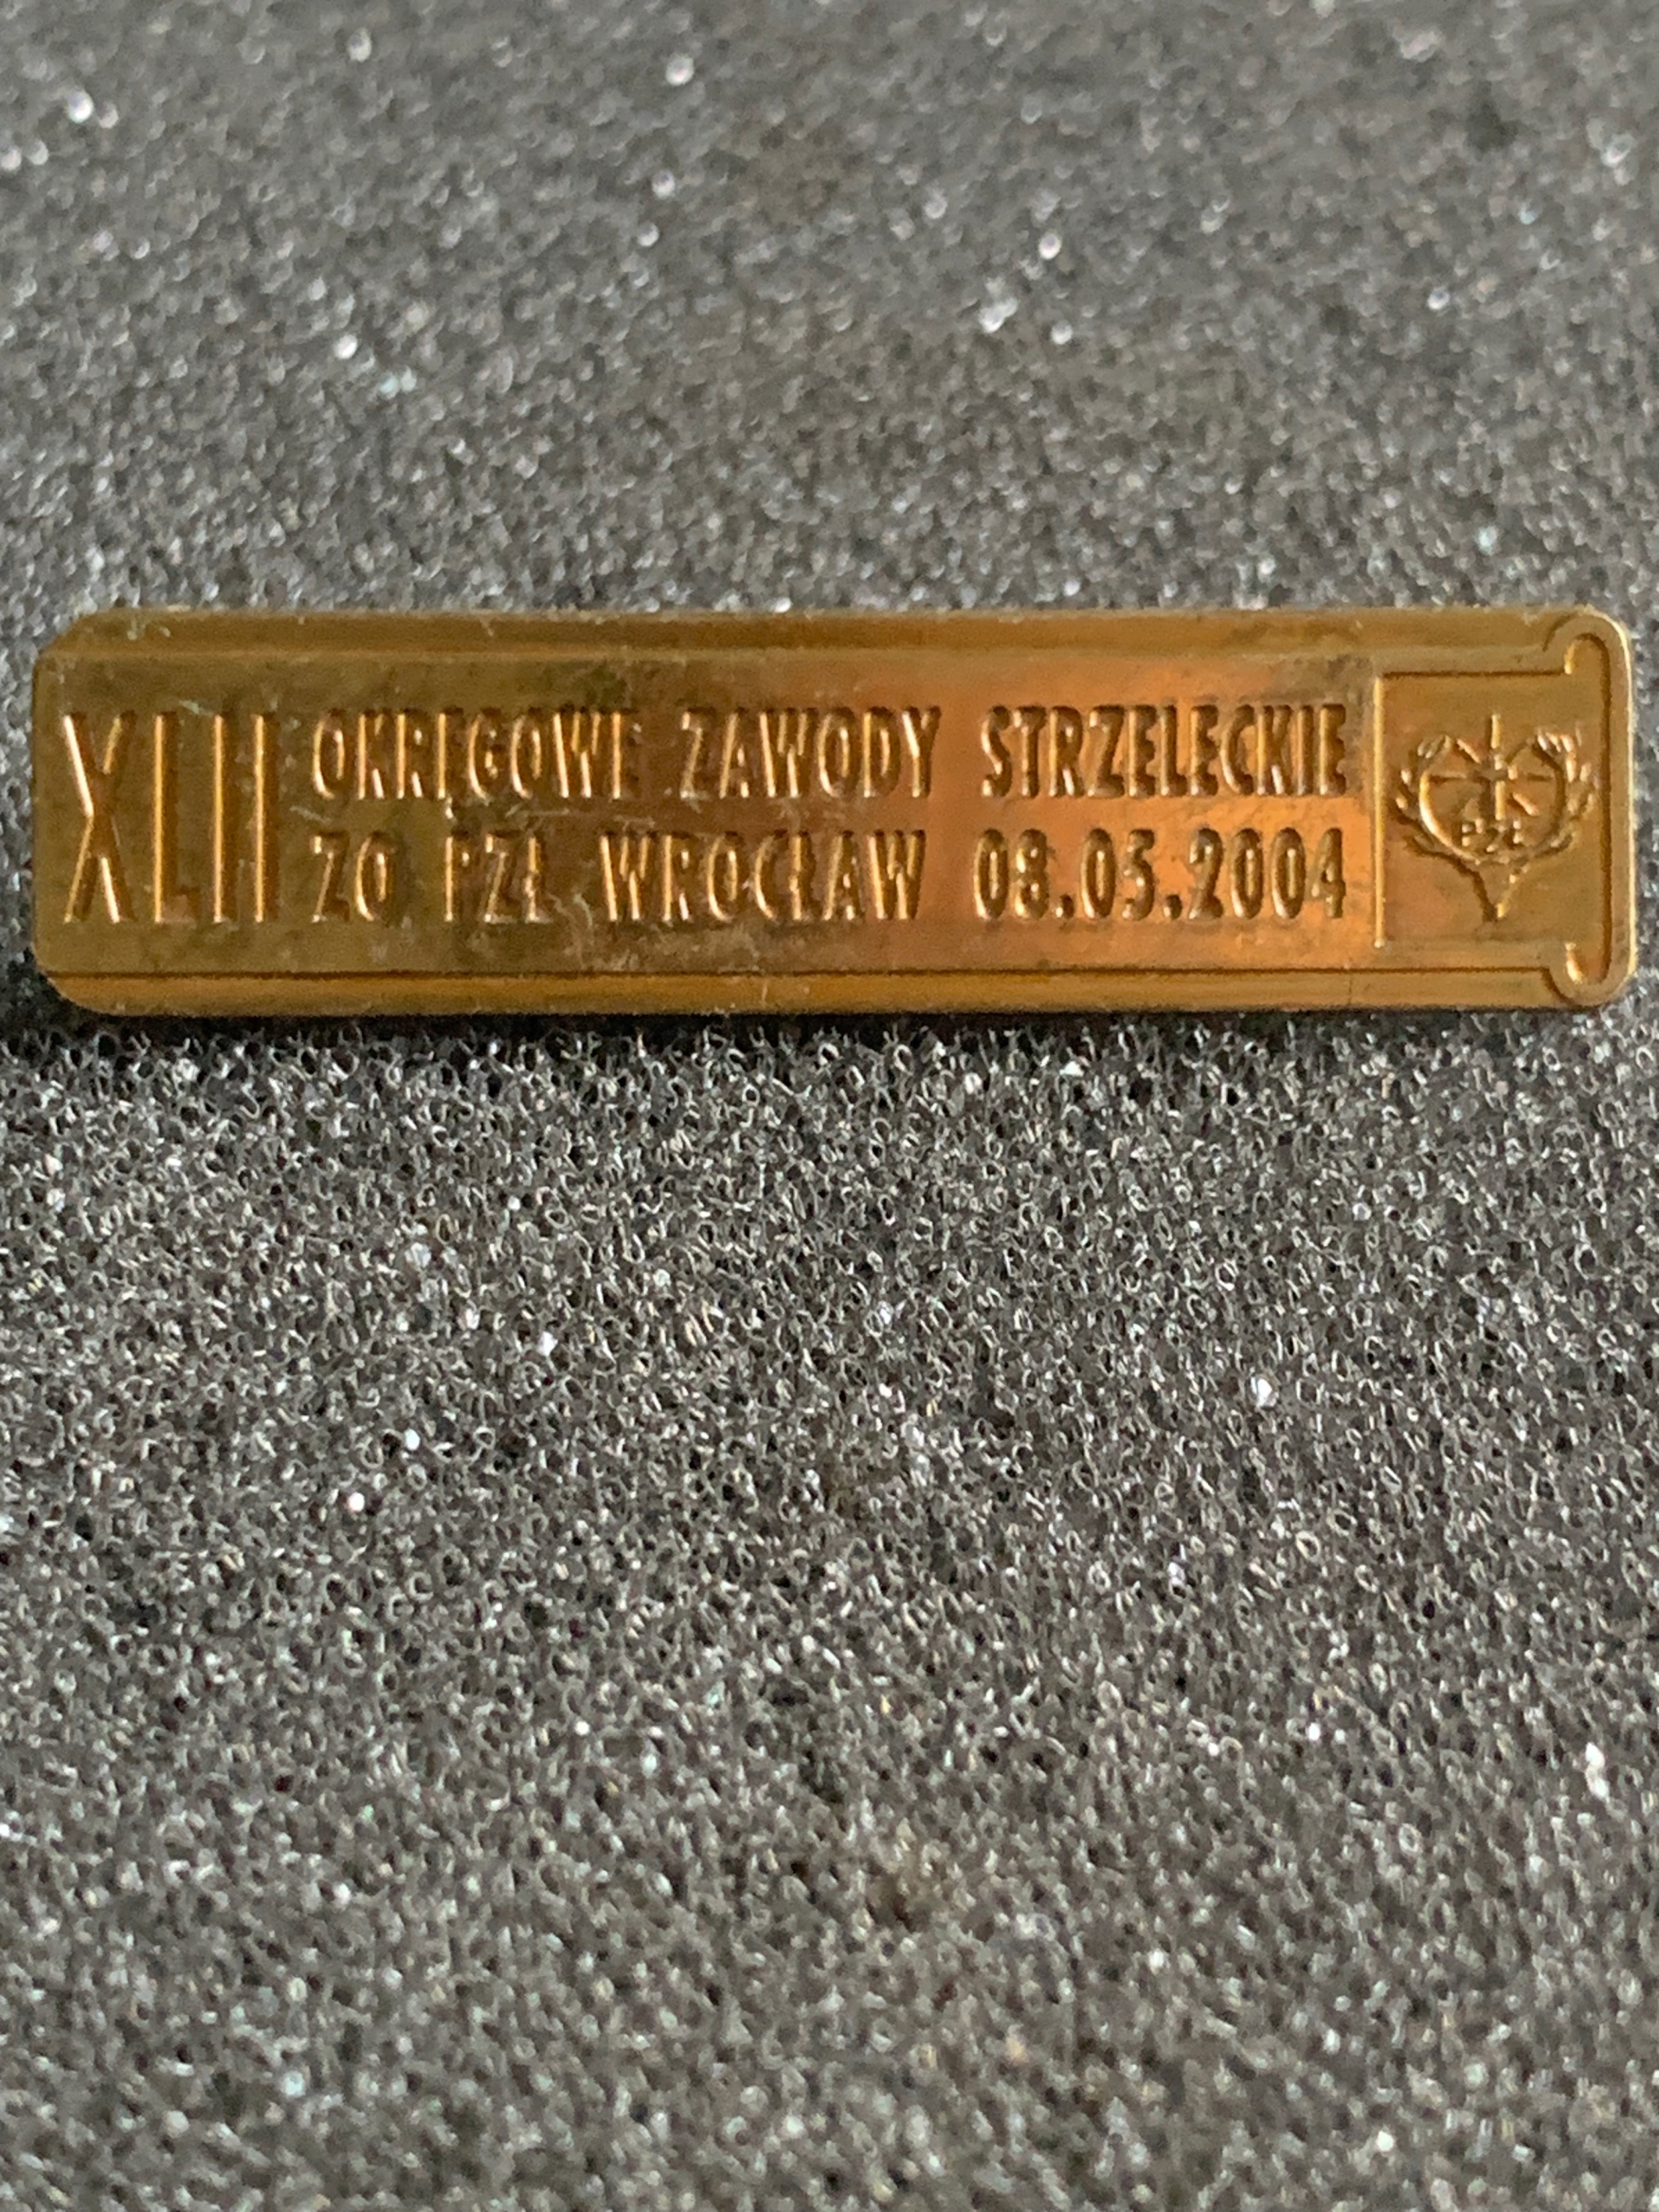 XLII OKRĘGOWE ZAWODY STRZELECKIE
ZO PZŁ WROCŁAW 08.05.2004
PZŁ